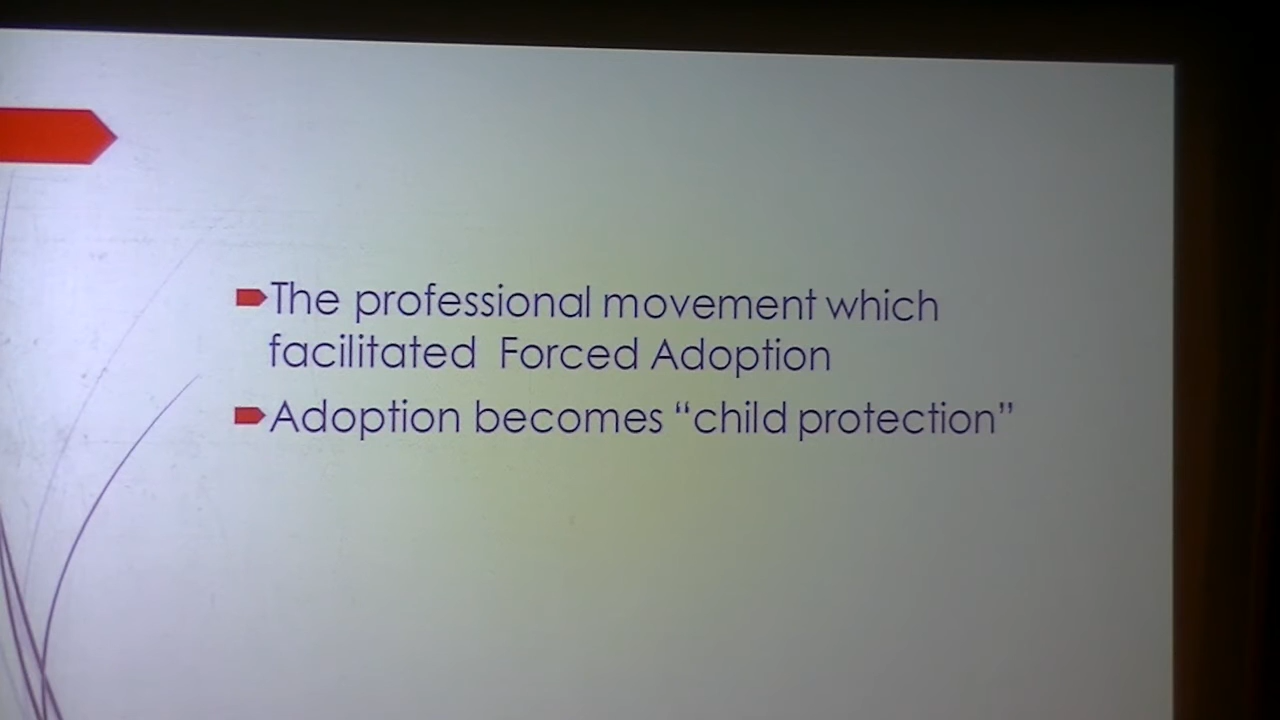 The professional movement which
facilitated Forced Adoption
Adoption becomes “child protection”